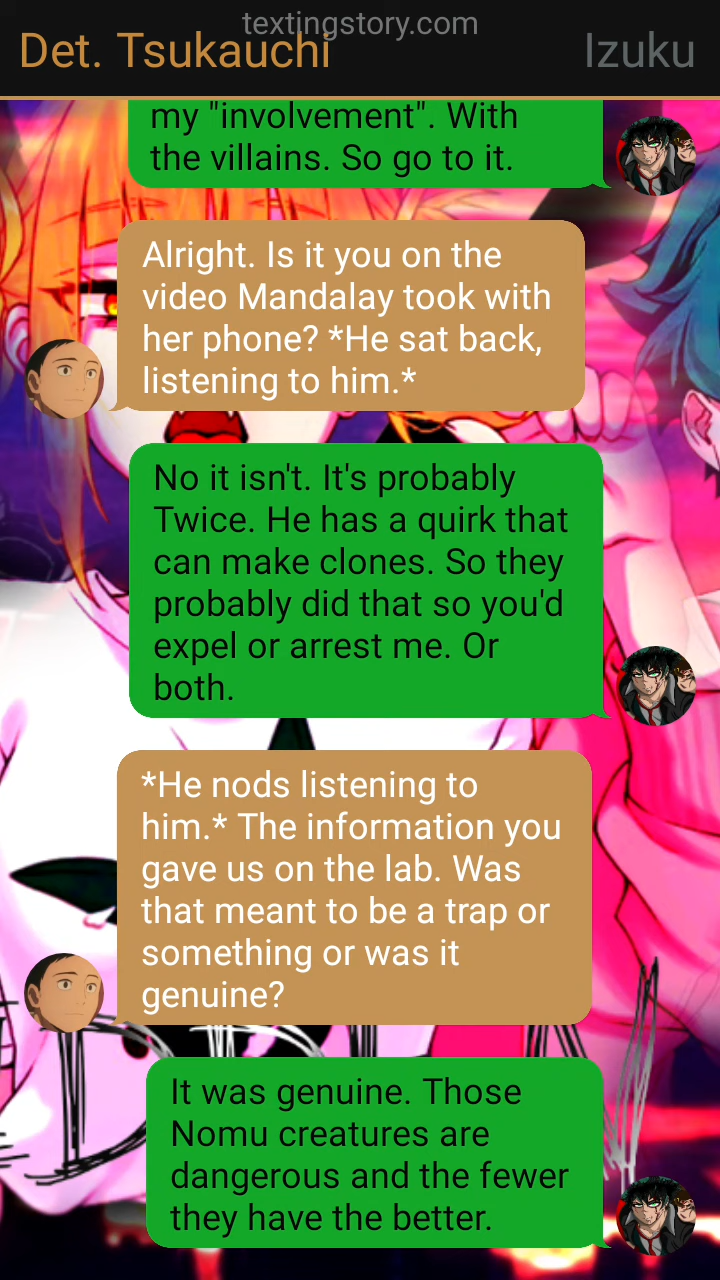 textingstory.com
Det. Tsukauchi
Izuku
my "involvement". With
the villains. So go to it.
Alright. Is it you on the
video Mandalay took with
her phone? *He sat back,
listening to him.*
No it isn't. It's probably
Twice. He has a quirk that
can make clones. So they
probably did that so you'd
expel or arrest me. Or
both.
*He nods listening to
him.* The information you
gave us on the lab. Was
that meant to be a trap or
something or was it
genuine?
It was genuine. Those
Nomu creatures are
dangerous and the fewer
they have the better.